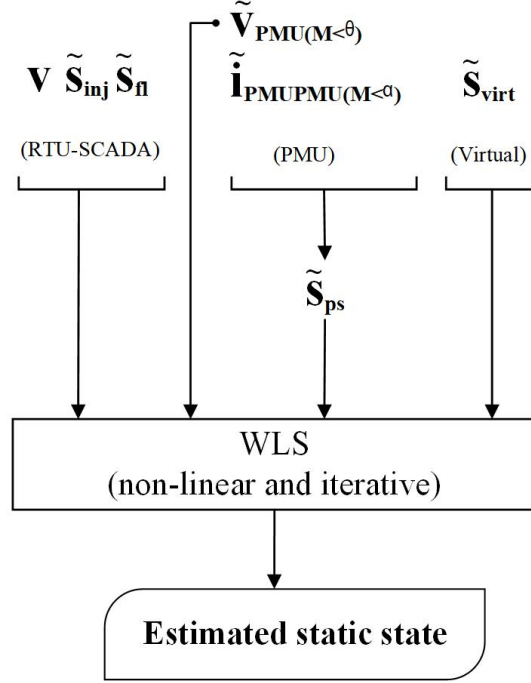 ṽPMU(M<θ)
v s̃inj s̃fl
ĩPMUPMU(M<α)
s̃virt
(RTU-SCADA)
(PMU)
(Virtual)
s̃ps
WLS
(non-linear and iterative)
Estimated static state